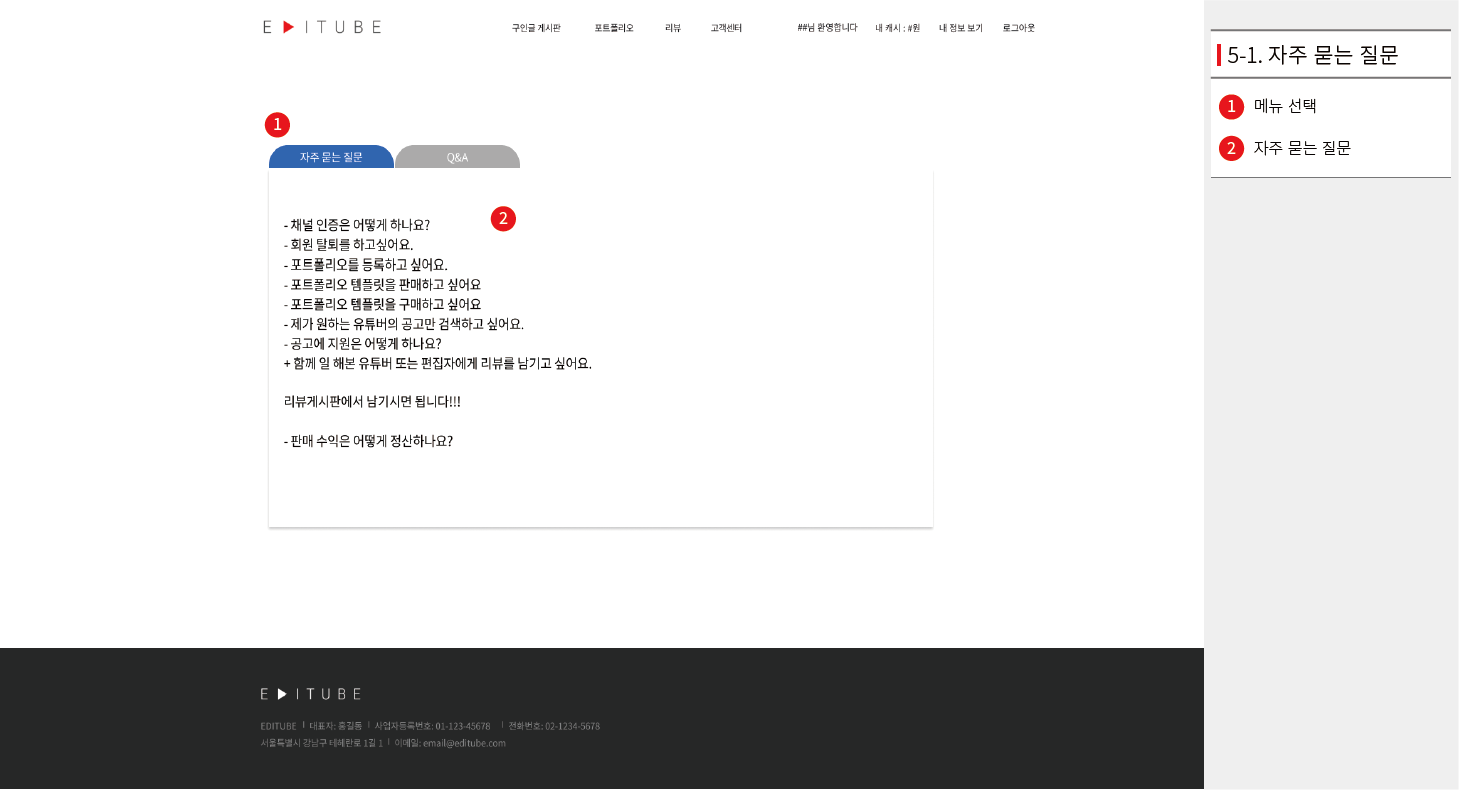 E ▶ I T U B E
구인글 게시판 포트폴리오 리뷰 고객센터 ##님 환영합니다 내 캐시 : #원 내 정보 보기 로그아웃
1
자주 묻는 질문 Q&A
2
- 채널 인증은 어떻게 하나요?
- 회원 탈퇴를 하고싶어요.
- 포트폴리오를 등록하고 싶어요.
- 포트폴리오 템플릿을 판매하고 싶어요
- 포트폴리오 템플릿을 구매하고 싶어요
- 제가 원하는 유튜버의 공고만 검색하고 싶어요.
- 공고에 지원은 어떻게 하나요?
+ 함께 일 해본 유튜버 또는 편집자에게 리뷰를 남기고 싶어요.
리뷰게시판에서 남기시면 됩니다!!!
- 판매 수익은 어떻게 정산하나요?
E ▶ I T U B E
EDITUBE | 대표자: 홍길동 | 사업자등록번호: 01-123-45678 | 전화번호: 02-1234-5678
서울특별시 강남구 테헤란로 1길 1 | 이메일: email@editube.com
5-1. 자주 묻는 질문
1 메뉴 선택
2 자주 묻는 질문